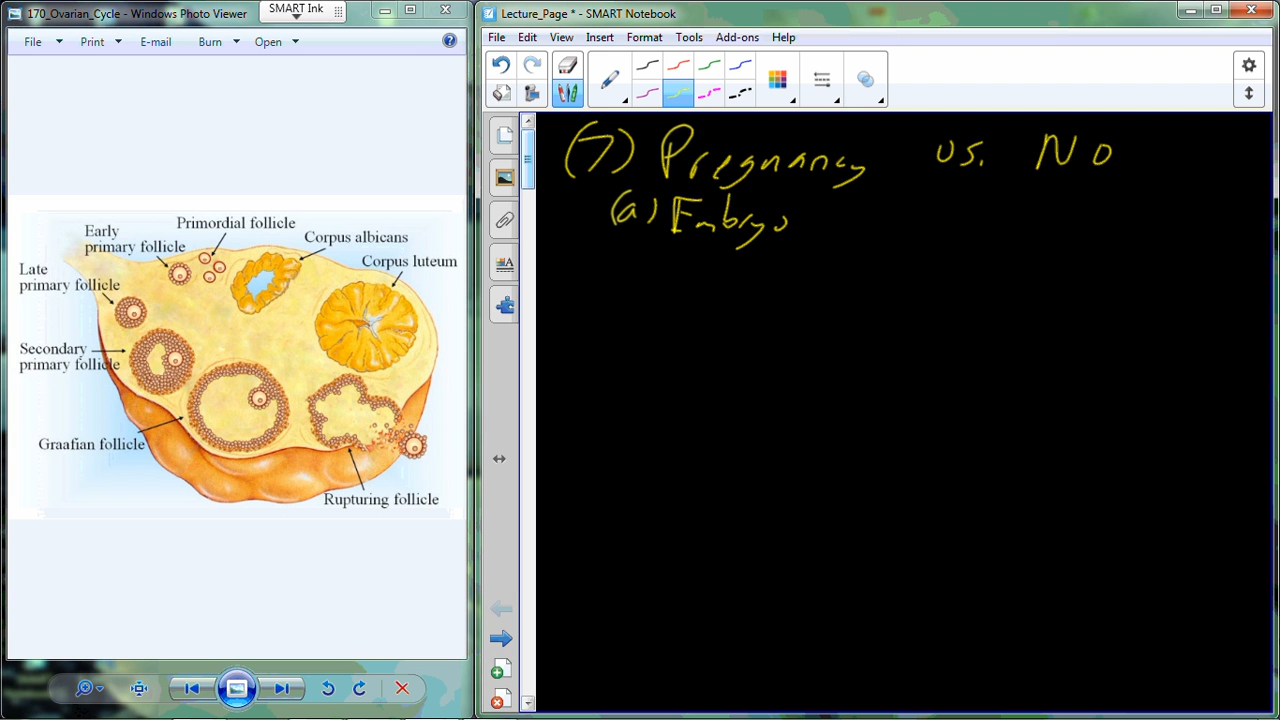 170_Ovarian_Cycle - Windows Photo Viewer
SMART Ink
File Print E-mail Burn Open
Early
primary follicle
Primordial follicle
Corpus albicans
Corpus luteum
Late
primary follicle
Secondary
primary follicle
Graafian follicle
Rupturing follicle
Lecture_Page * - SMART Notebook
File Edit View Insert Format Tools Add-ons Help
(7) Pregnancy vs. No
(a) Embryo